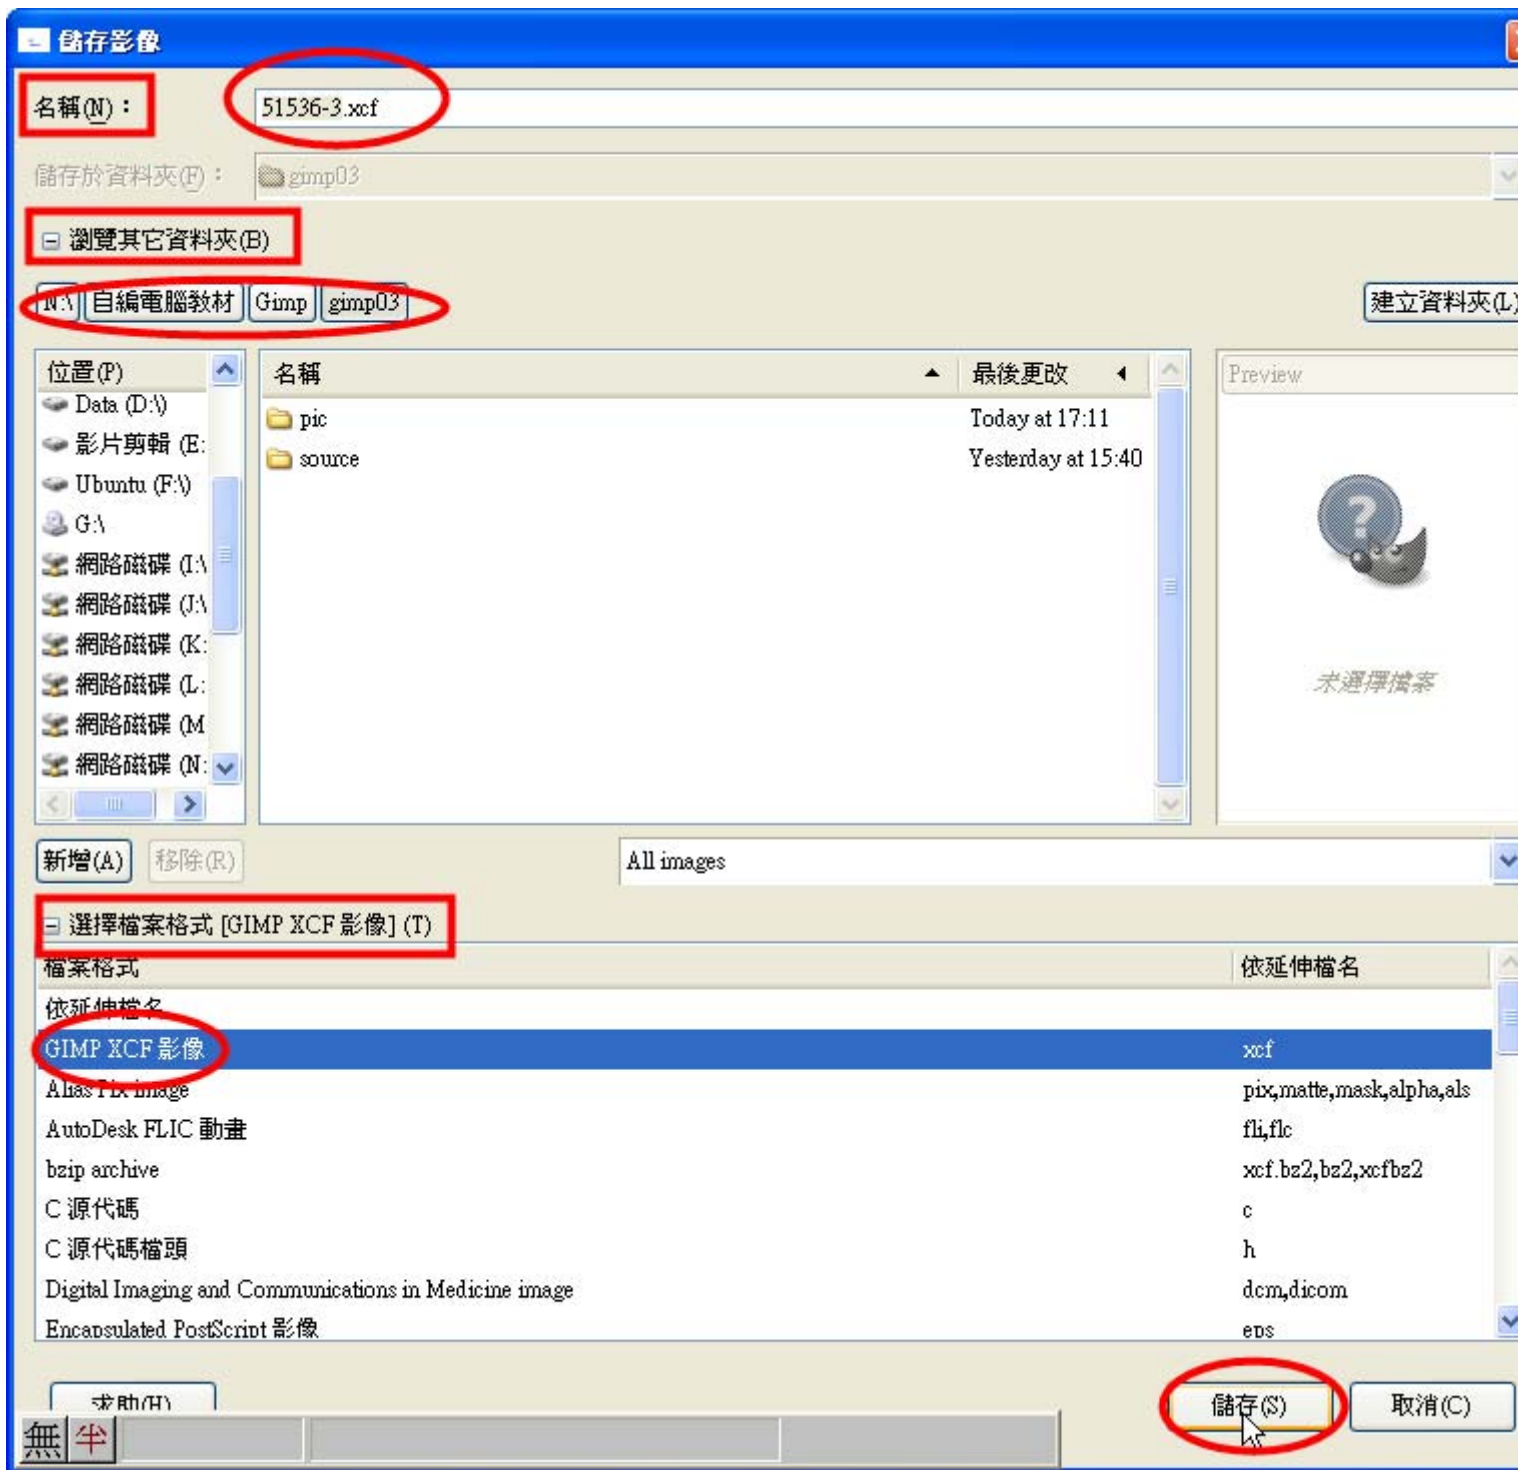 儲存影像
名稱(N)： 51536-3.xcf
儲存於資料夾(F)： gimp03
瀏覽其它資料夾(B)
N:\ 自編電腦教材 Gimp gimp03 建立資料夾(L)
位置(P) 名稱 最後更改 Preview
Data (D:\) pic Today at 17:11
影片剪輯 (E: source Yesterday at 15:40
Ubuntu (F:\)
G:\
網路磁碟 (I:\
網路磁碟 (J:\
網路磁碟 (K:
網路磁碟 (L: 未選擇檔案
網路磁碟 (M
網路磁碟 (N:
新增(A) 移除(R) All images
選擇檔案格式 [GIMP XCF 影像] (T)
檔案格式 依延伸檔名
依延伸檔名
GIMP XCF 影像 xcf
Alias Pix image pix,matte,mask,alpha,als
AutoDesk FLIC 動畫 fli,flc
bzip archive xcf.bz2,bz2,xcfbz2
C 源代碼 c
C 源代碼檔頭 h
Digital Imaging and Communications in Medicine image dcm,dicom
Encapsulated PostScript 影像 eps
求助(H) 儲存(S) 取消(C)
無 半